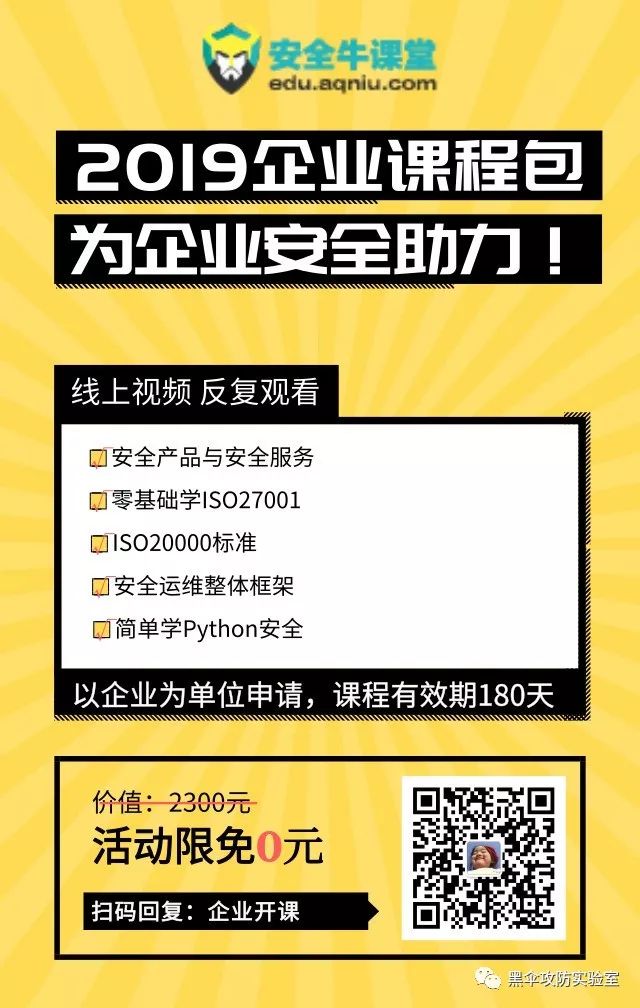 安全牛课堂
edu.aqniu.com
2019企业课程包
为企业安全助力！
线上视频 反复观看
安全产品与安全服务
零基础学ISO27001
ISO20000标准
安全运维整体框架
简单学Python安全
以企业为单位申请，课程有效期180天
价值：2300元
活动限免0元
扫码回复：企业开课
黑伞攻防实验室